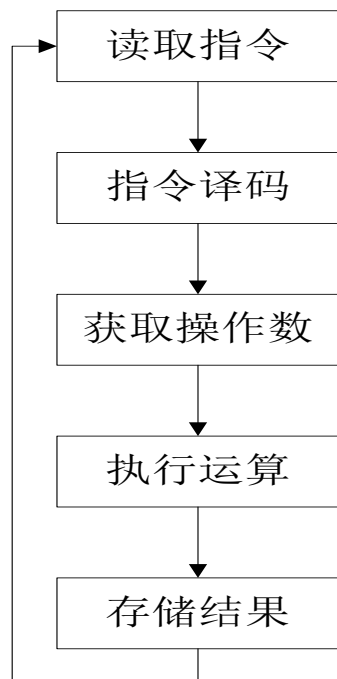 读取指令
指令译码
获取操作数
执行运算
存储结果